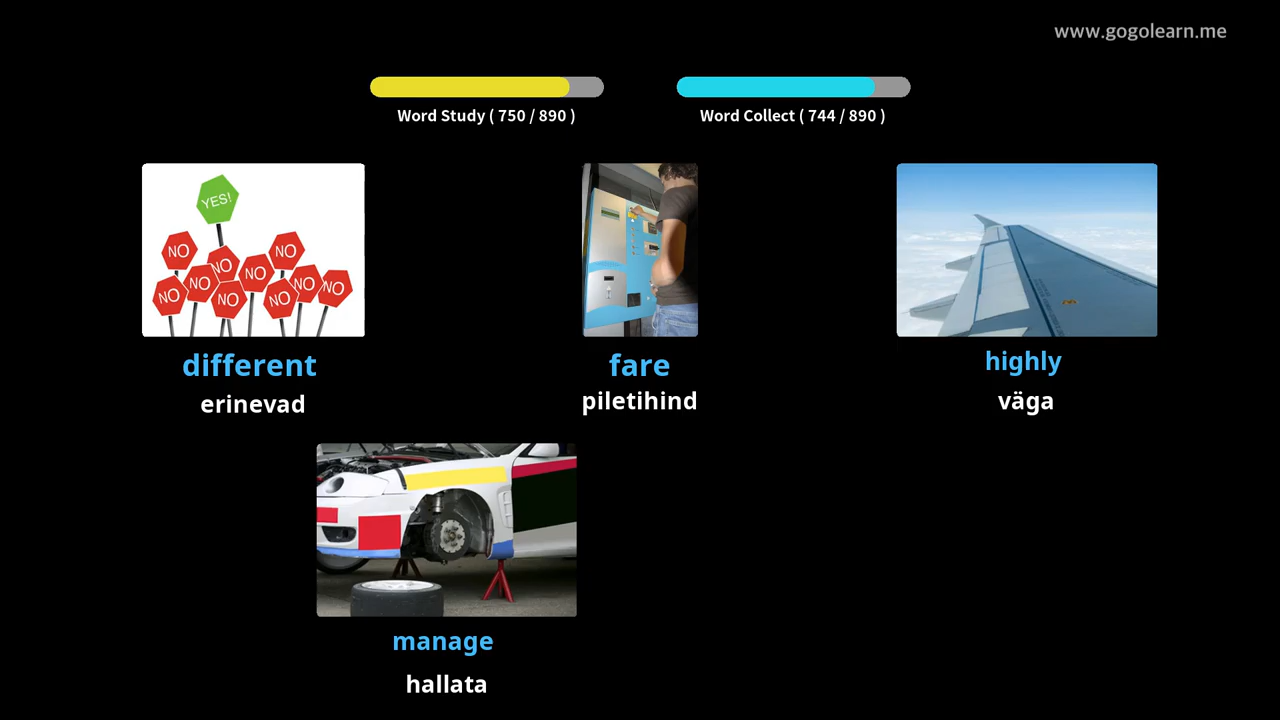 www.gogolearn.me
Word Study ( 750 / 890 )
Word Collect ( 744 / 890 )
YES!
NO
NO
NO
NO
NO
NO
NO
NO
NO
NO
different
erinevad
fare
piletihind
highly
väga
manage
hallata